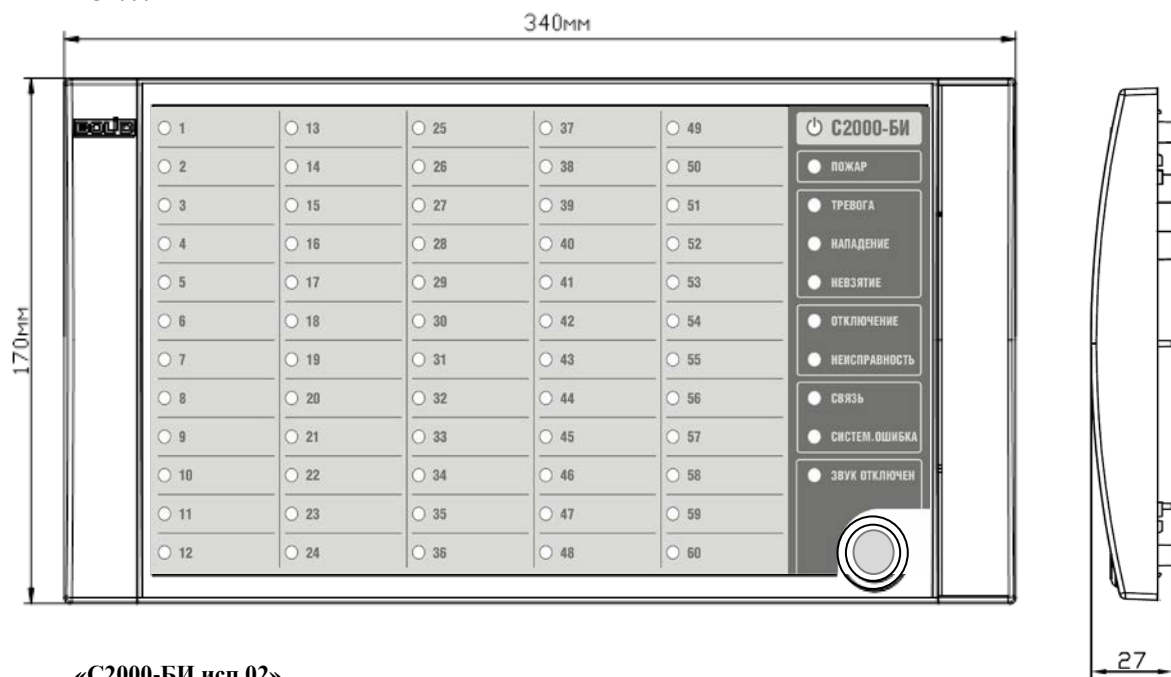 340мм
170мм
BOLID
1 13 25 37 49
2 14 26 38 50
3 15 27 39 51
4 16 28 40 52
5 17 29 41 53
6 18 30 42 54
7 19 31 43 55
8 20 32 44 56
9 21 33 45 57
10 22 34 46 58
11 23 35 47 59
12 24 36 48 60
С2000-БИ
ПОЖАР
ТРЕВОГА
НАПАДЕНИЕ
НЕВЗЯТИЕ
ОТКЛЮЧЕНИЕ
НЕИСПРАВНОСТЬ
СВЯЗЬ
СИСТЕМ.ОШИБКА
ЗВУК ОТКЛЮЧЕН
27
«С2000-БИ исп.02»